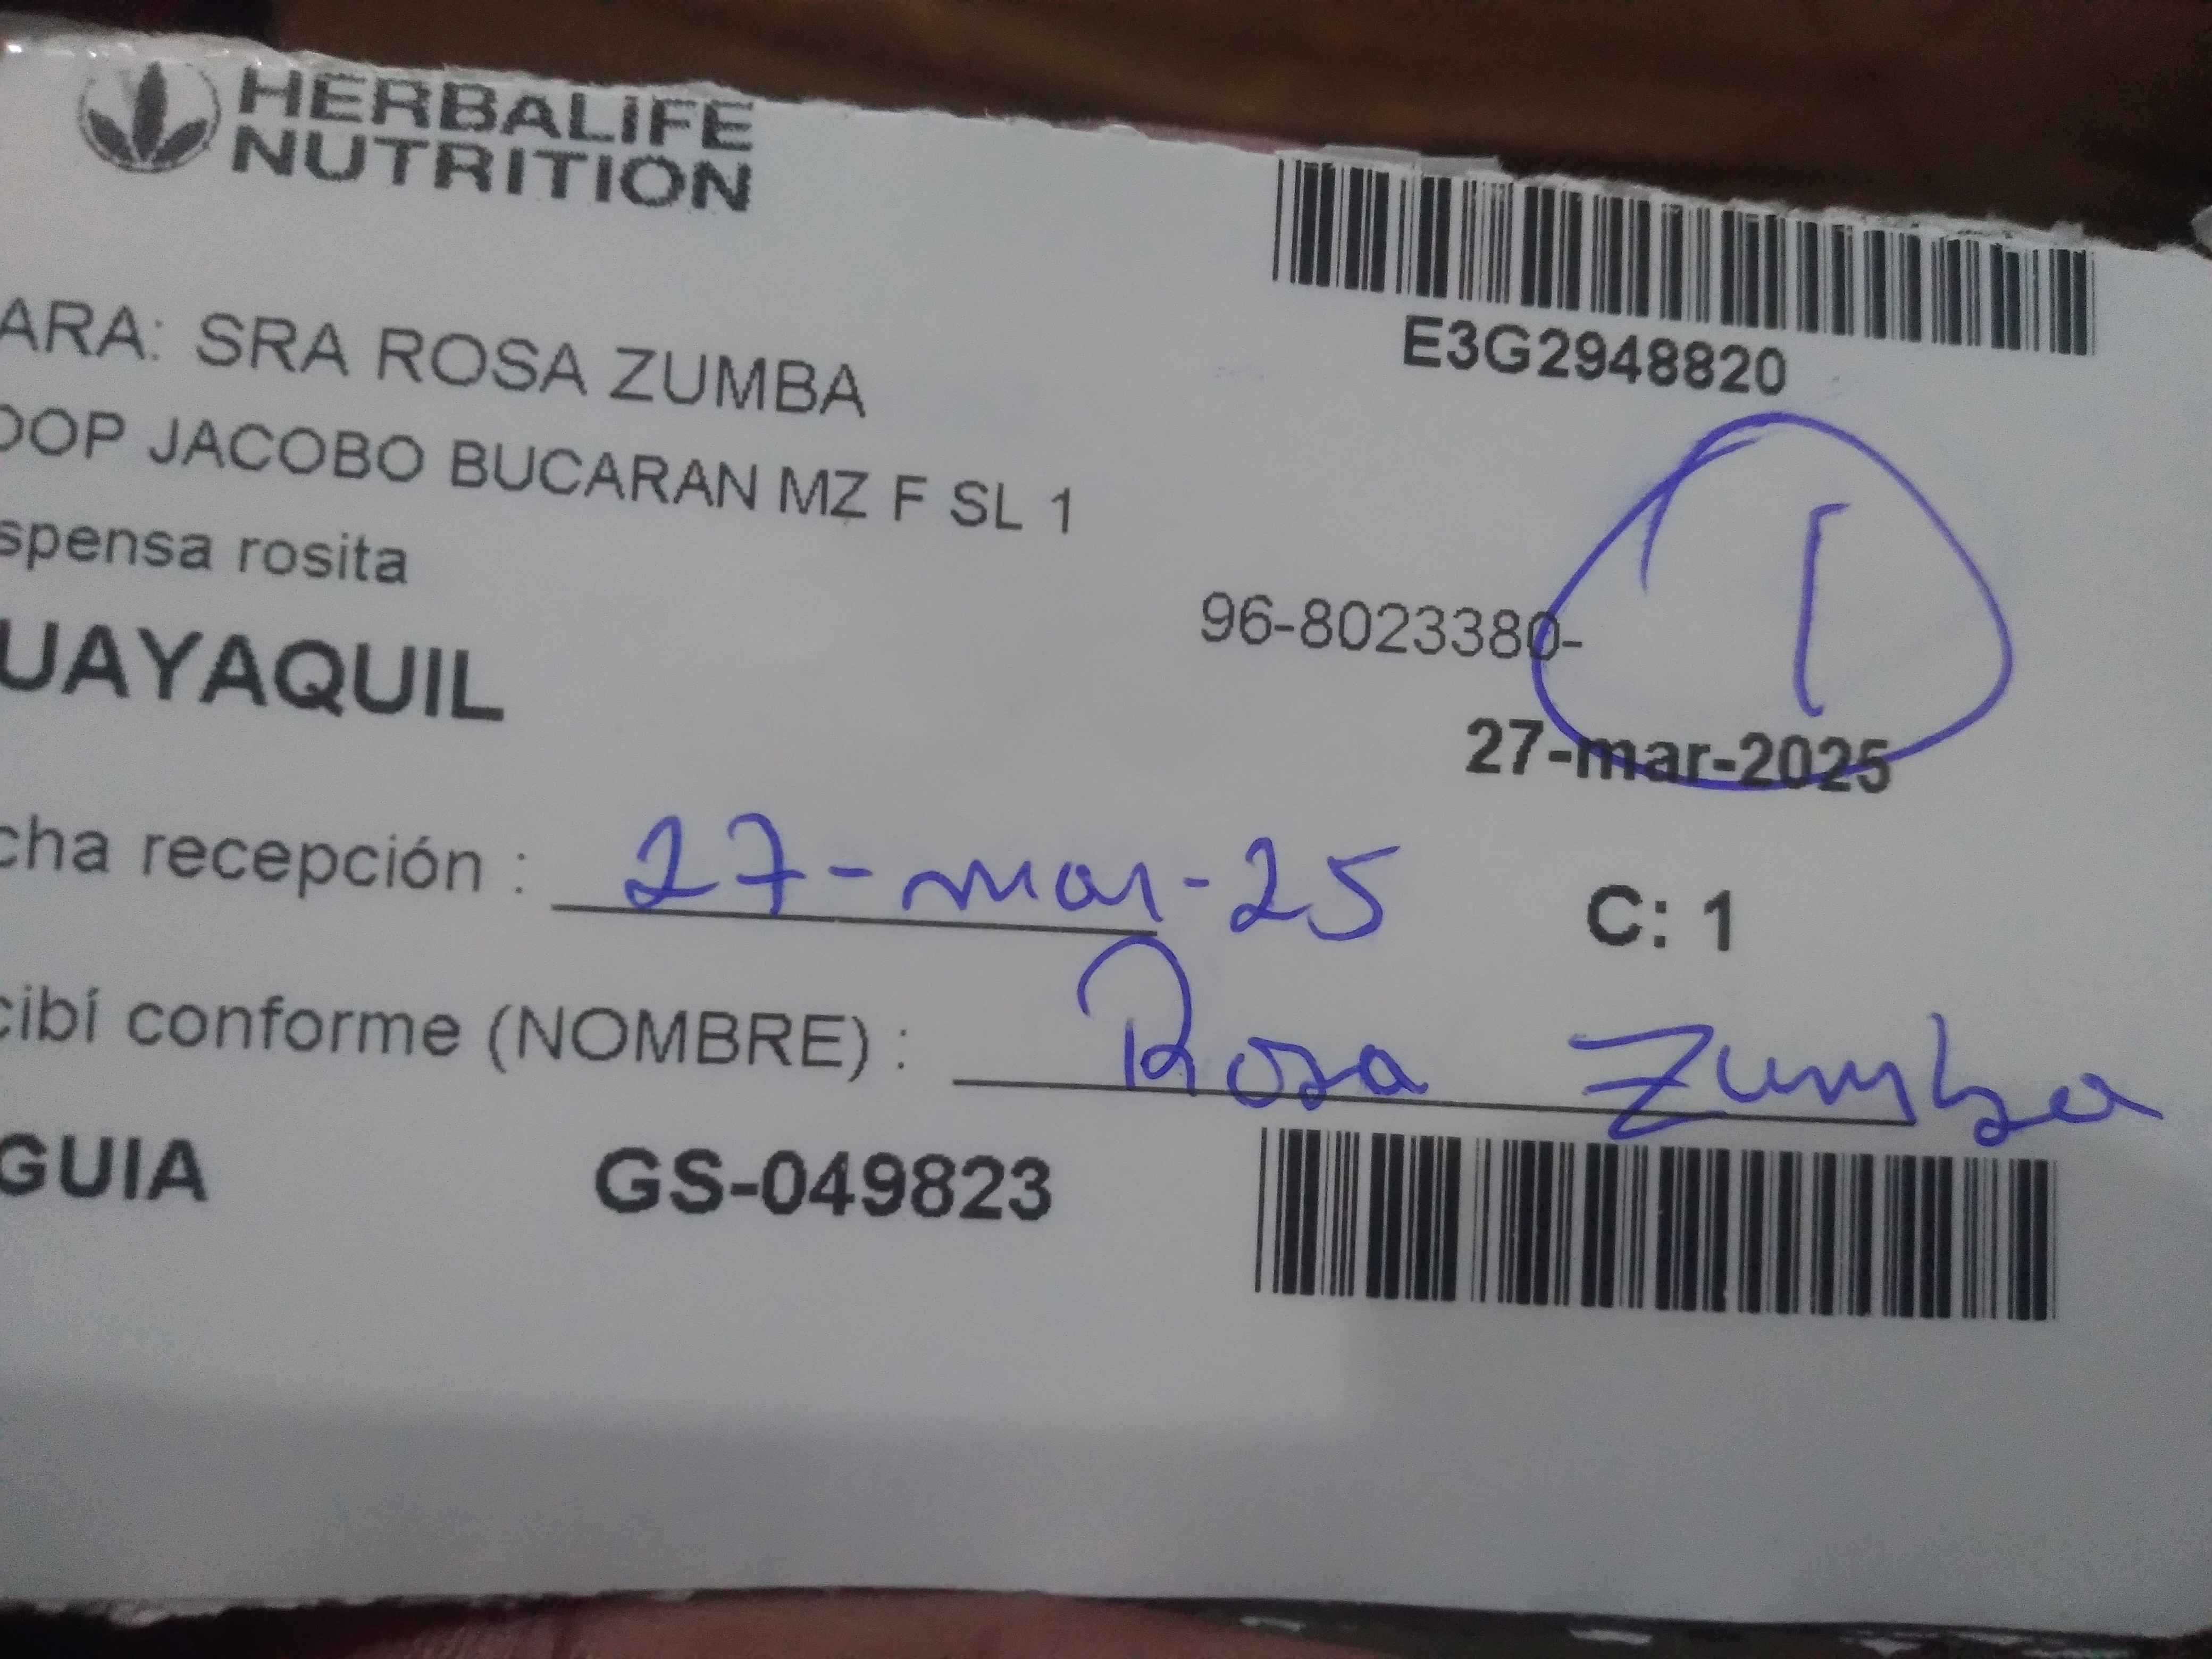 HERBALIFE
NUTRITION
E3G2948820
ARA: SRA ROSA ZUMBA
OOP JACOBO BUCARAN MZ F SL 1
spensa rosita
96-8023380-
1
UAYAQUIL
27-mar-2025
cha recepción : 27-mar-25 C: 1
cibí conforme (NOMBRE) : Rosa Zumba
GUIA GS-049823